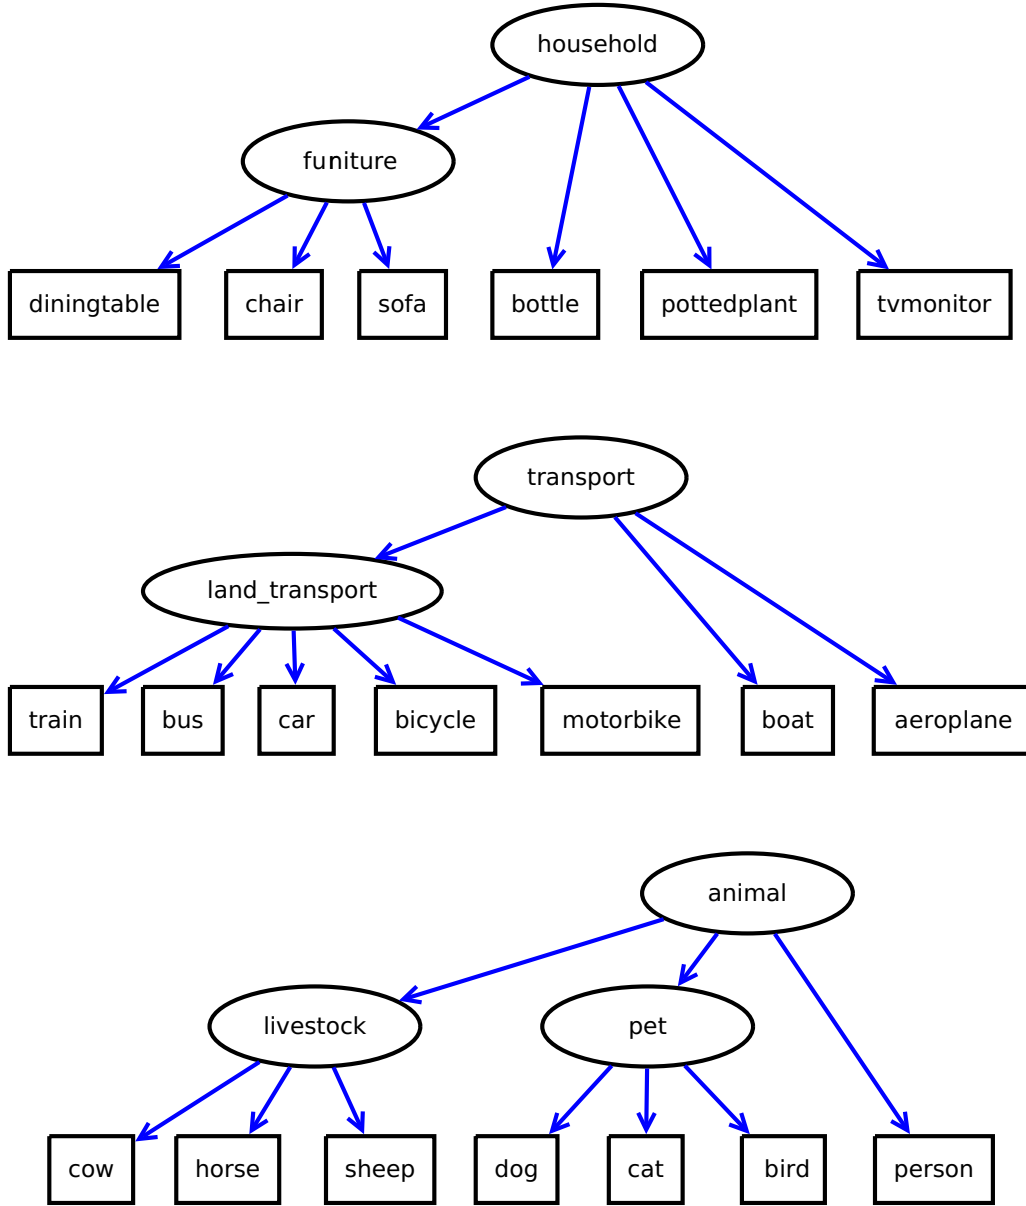 household
funiture
diningtable chair sofa bottle pottedplant tvmonitor
transport
land_transport
train bus car bicycle motorbike boat aeroplane
animal
livestock pet
cow horse sheep dog cat bird person